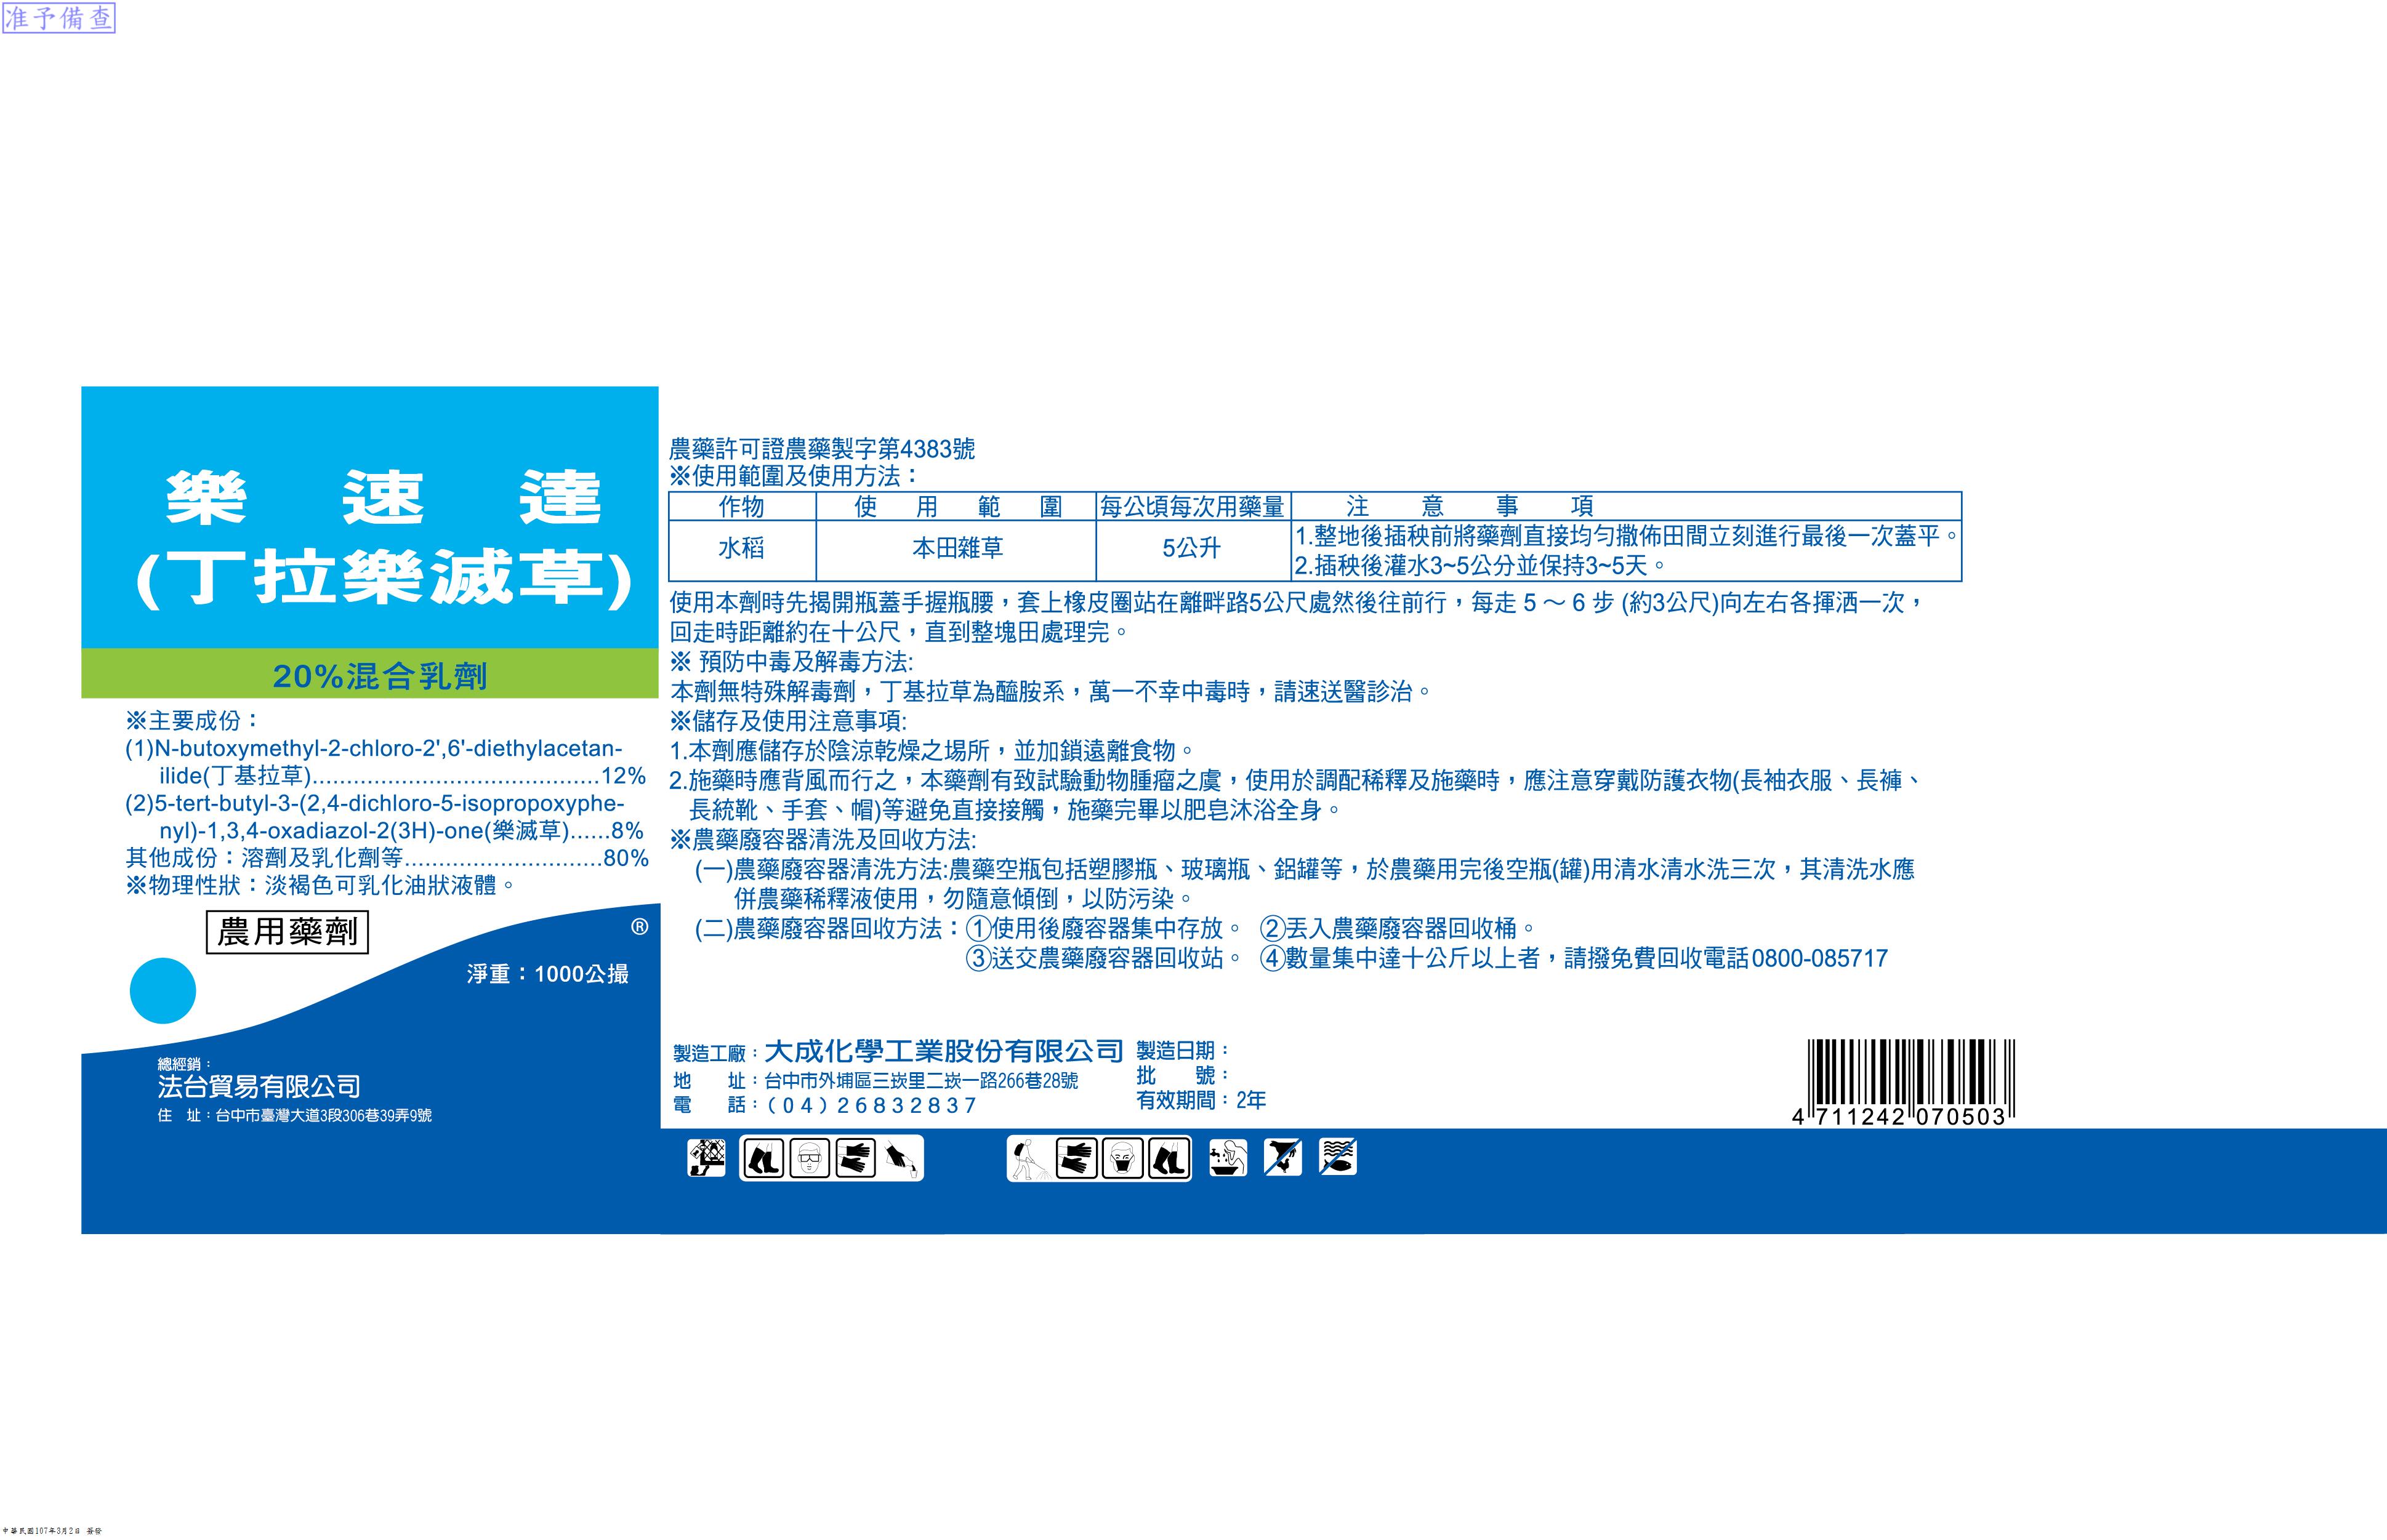 准予備查
樂速達
(丁拉樂滅草)
20%混合乳劑
※主要成份：
(1)N-butoxymethyl-2-chloro-2',6'-diethylacetan-
ilide(丁基拉草)..........................................12%
(2)5-tert-butyl-3-(2,4-dichloro-5-isopropoxyphe-
nyl)-1,3,4-oxadiazol-2(3H)-one(樂滅草)......8%
其他成份：溶劑及乳化劑等.............................80%
※物理性狀：淡褐色可乳化油狀液體。
農用藥劑
®
淨重：1000公撮
總經銷：
法台貿易有限公司
住　址：台中市臺灣大道3段306巷39弄9號
農藥許可證農藥製字第4383號
※使用範圍及使用方法：
作物 使用範圍 每公頃每次用藥量 注意事項
水稻 本田雜草 5公升 1.整地後插秧前將藥劑直接均勻撒佈田間立刻進行最後一次蓋平。
2.插秧後灌水3~5公分並保持3~5天。
使用本劑時先揭開瓶蓋手握瓶腰，套上橡皮圈站在離畔路5公尺處然後往前行，每走 5 ～ 6 步 (約3公尺)向左右各揮洒一次，
回走時距離約在十公尺，直到整塊田處理完。
※ 預防中毒及解毒方法:
本劑無特殊解毒劑，丁基拉草為醯胺系，萬一不幸中毒時，請速送醫診治。
※儲存及使用注意事項:
1.本劑應儲存於陰涼乾燥之場所，並加鎖遠離食物。
2.施藥時應背風而行之，本藥劑有致試驗動物腫瘤之虞，使用於調配稀釋及施藥時，應注意穿戴防護衣物(長袖衣服、長褲、
長統靴、手套、帽)等避免直接接觸，施藥完畢以肥皂沐浴全身。
※農藥廢容器清洗及回收方法:
(一)農藥廢容器清洗方法:農藥空瓶包括塑膠瓶、玻璃瓶、鋁罐等，於農藥用完後空瓶(罐)用清水清水洗三次，其清洗水應
併農藥稀釋液使用，勿隨意傾倒，以防污染。
(二)農藥廢容器回收方法：①使用後廢容器集中存放。 ②丟入農藥廢容器回收桶。
③送交農藥廢容器回收站。 ④數量集中達十公斤以上者，請撥免費回收電話0800-085717
製造工廠：大成化學工業股份有限公司
地　　址：台中市外埔區三崁里二崁一路266巷28號
電　　話：(04)26832837
製造日期：
批　　號：
有效期間：2年
4 711242 070503
中華民國107年3月2日 簽發